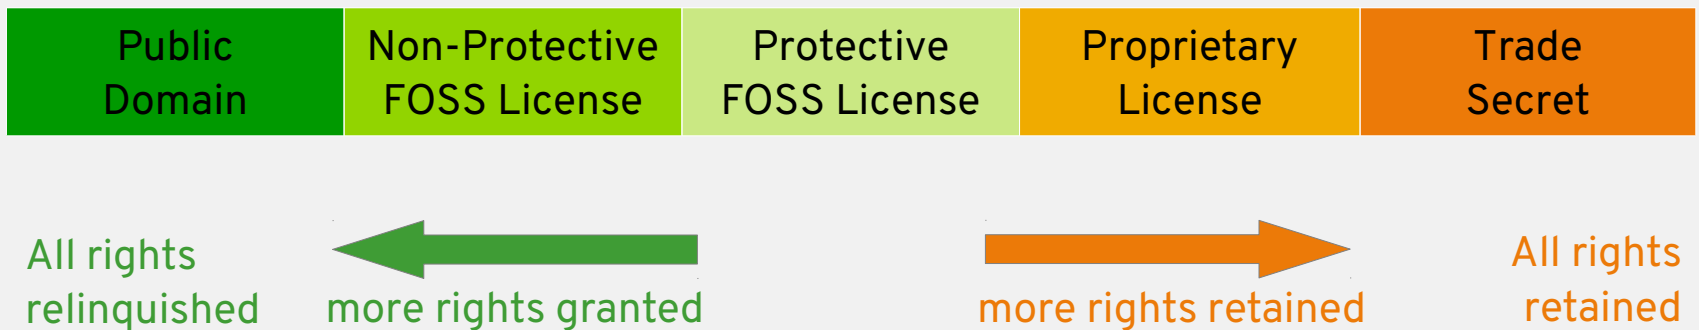 Public
Domain
Non-Protective
FOSS License
Protective
FOSS License
Proprietary
License
Trade
Secret
All rights
relinquished
more rights granted
more rights retained
All rights
retained